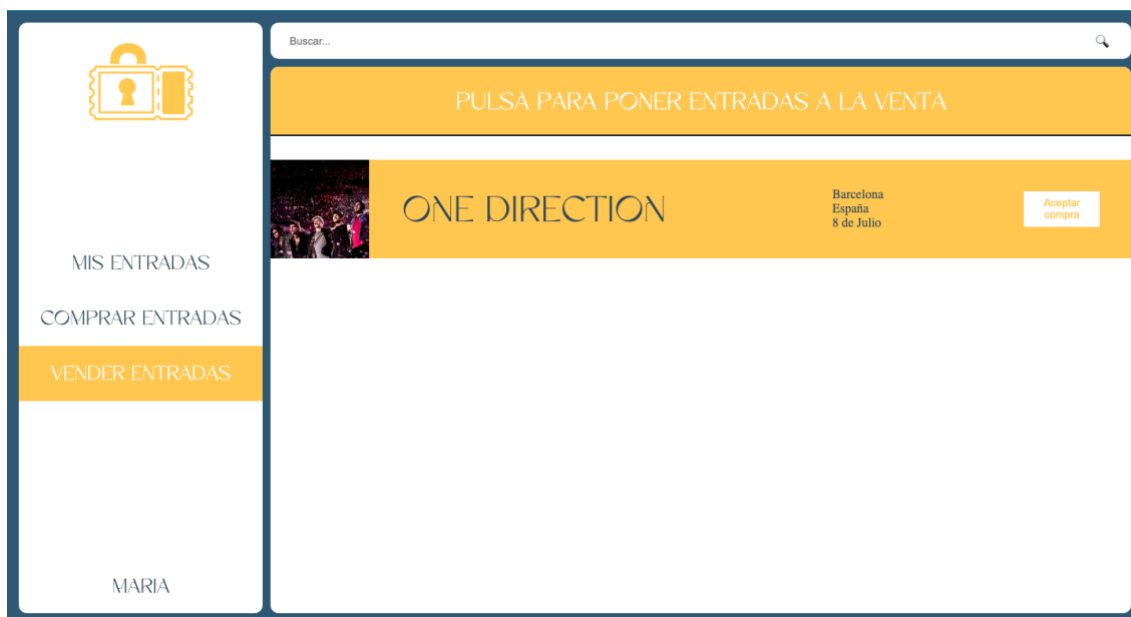 Buscar...
PULSA PARA PONER ENTRADAS A LA VENTA
ONE DIRECTION
Barcelona
España
8 de Julio
Aceptar
compra
MIS ENTRADAS
COMPRAR ENTRADAS
VENDER ENTRADAS
MARIA